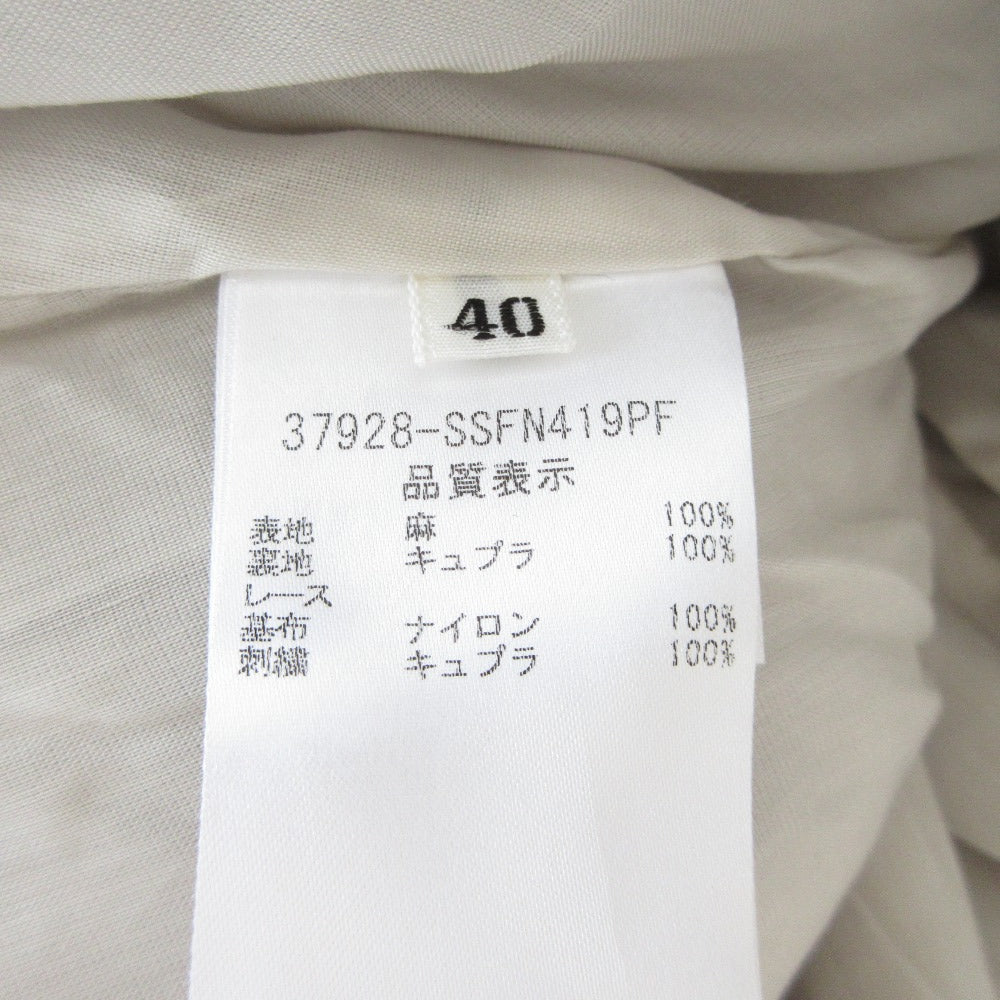 40
37928-SSFN419PF
品質表示
表地 麻 100%
裏地 キュプラ 100%
レース
基布 ナイロン 100%
刺繍 キュプラ 100%